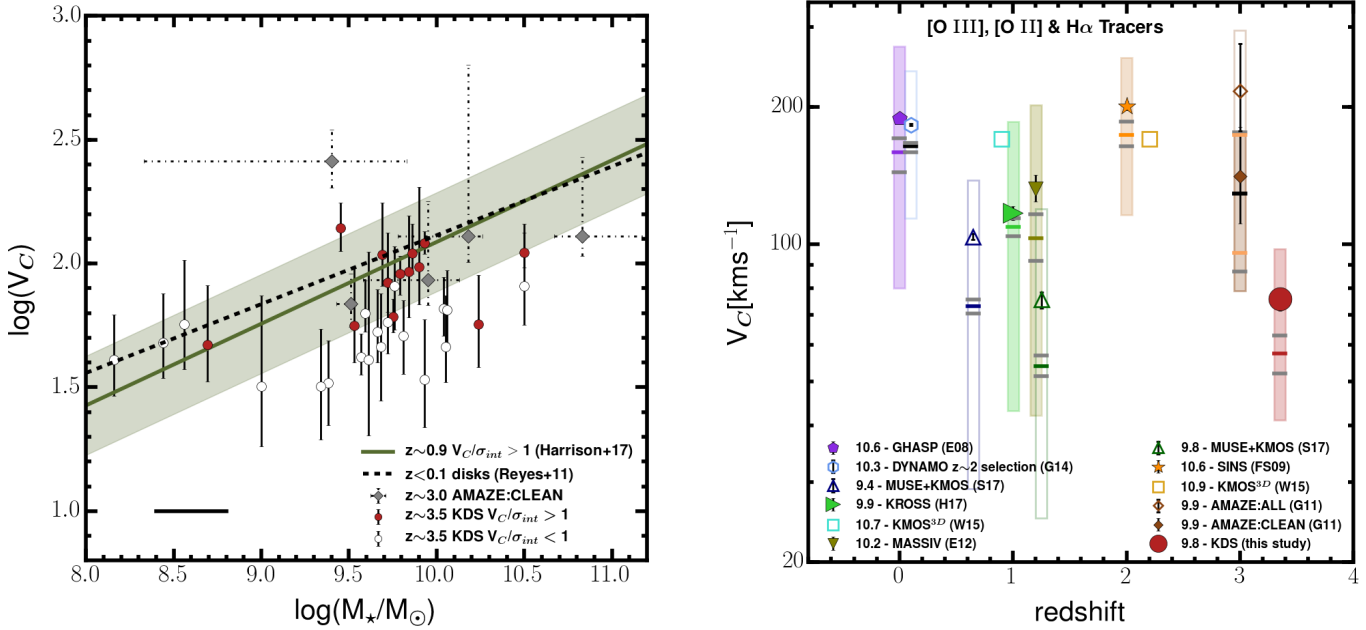 3.0
2.5
2.0
1.5
1.0
log(V_C)
8.0 8.5 9.0 9.5 10.0 10.5 11.0
log(M⋆/M⊙)
z~0.9 V_C/σ_int > 1 (Harrison+17)
z<0.1 disks (Reyes+11)
z~3.0 AMAZE:CLEAN
z~3.5 KDS V_C/σ_int > 1
z~3.5 KDS V_C/σ_int < 1
[O III], [O II] & Hα Tracers
200
100
20
V_C[kms⁻¹]
0 1 2 3 4
redshift
10.6 - GHASP (E08)
10.3 - DYNAMO z~2 selection (G14)
9.4 - MUSE+KMOS (S17)
9.9 - KROSS (H17)
10.7 - KMOS³ᴰ (W15)
10.2 - MASSIV (E12)
9.8 - MUSE+KMOS (S17)
10.6 - SINS (FS09)
10.9 - KMOS³ᴰ (W15)
9.9 - AMAZE:ALL (G11)
9.9 - AMAZE:CLEAN (G11)
9.8 - KDS (this study)